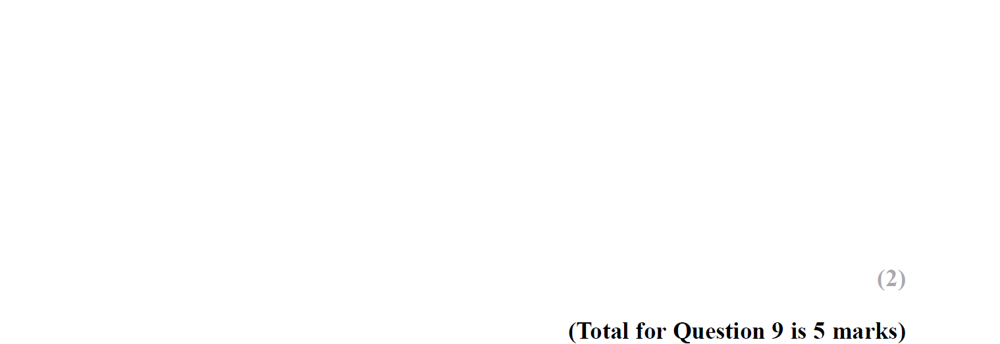 (2)
(Total for Question 9 is 5 marks)